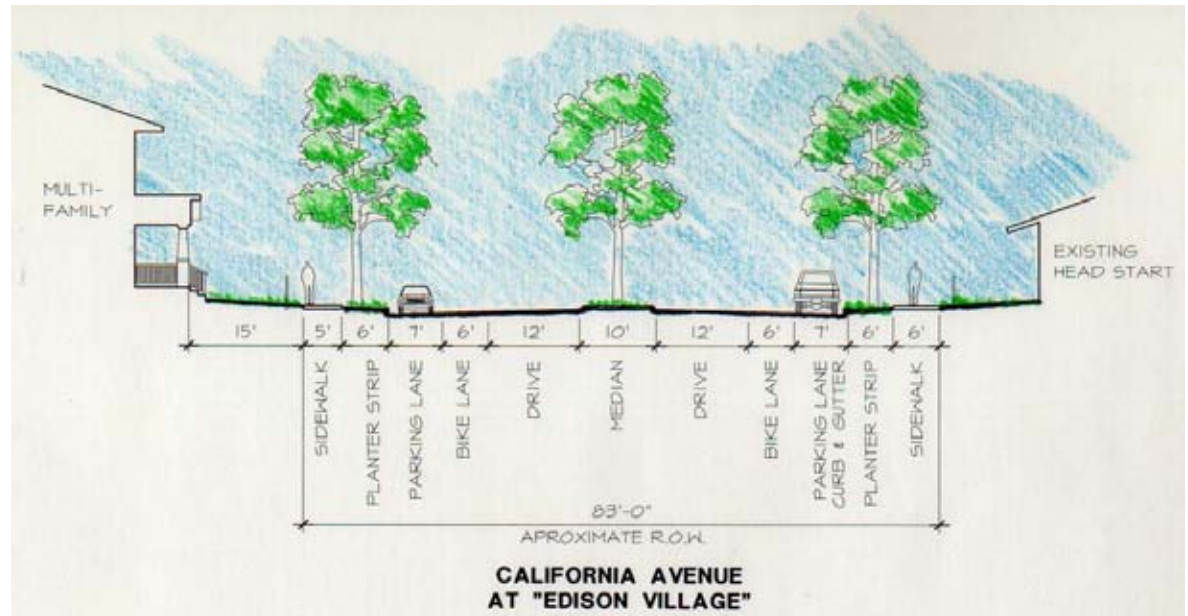 MULTI-
FAMILY
EXISTING
HEAD START
15' 5' 6' 7' 6' 12' 10' 12' 6' 7' 6' 6'
SIDEWALK
PLANTER STRIP
PARKING LANE
BIKE LANE
DRIVE
MEDIAN
DRIVE
BIKE LANE
PARKING LANE
CURB & GUTTER
PLANTER STRIP
SIDEWALK
83'-0"
APROXIMATE R.O.W.
CALIFORNIA AVENUE
AT "EDISON VILLAGE"